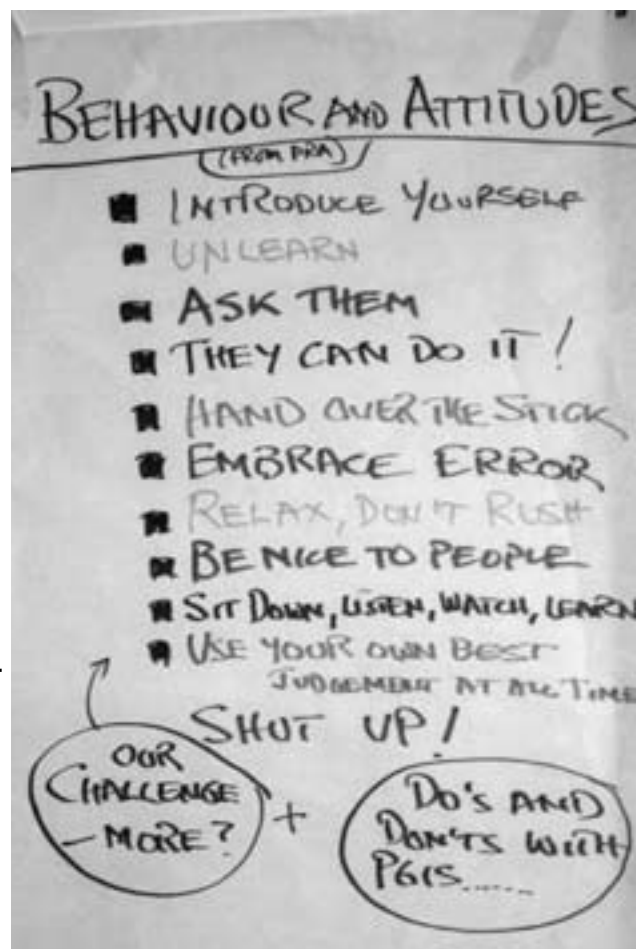 BEHAVIOUR AND ATTITUDES
(FROM PRA)
INTRODUCE YOURSELF
UNLEARN
ASK THEM
THEY CAN DO IT!
HAND OVER THE STICK
EMBRACE ERROR
RELAX, DON'T RUSH
BE NICE TO PEOPLE
SIT DOWN, LISTEN, WATCH, LEARN
USE YOUR OWN BEST
JUDGEMENT AT ALL TIME
SHUT UP!
OUR
CHALLENGE
- MORE?
+
DO'S AND
DON'TS WITH
PGIS......